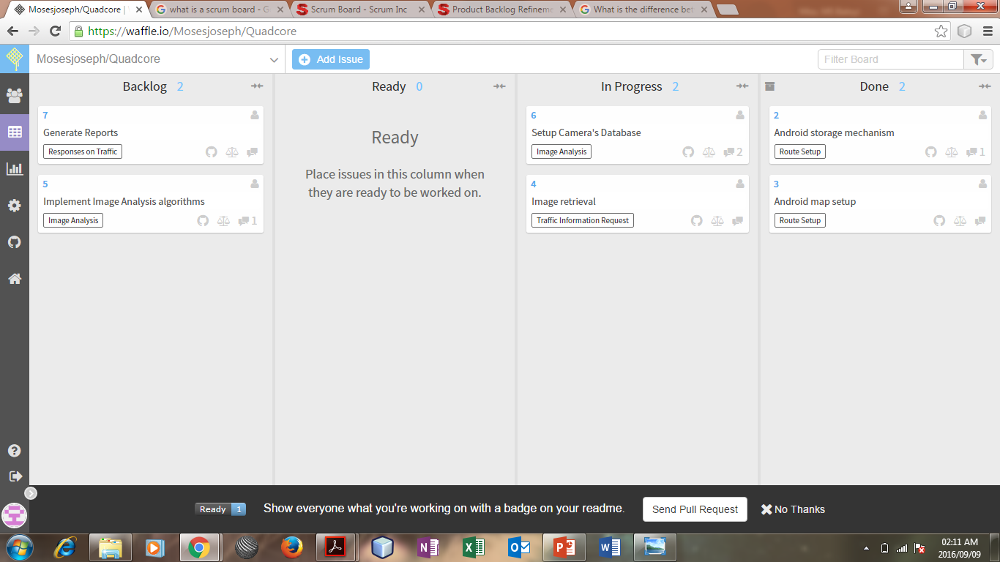 Mosesjoseph/Quadcore |
what is a scrum board - G
Scrum Board - Scrum Inc
Product Backlog Refineme
What is the difference bet
https://waffle.io/Mosesjoseph/Quadcore
Mosesjoseph/Quadcore
Add Issue
Filter Board
Backlog 2
Ready 0
In Progress 2
Done 2
7
Generate Reports
Responses on Traffic
5
Implement Image Analysis algorithms
Image Analysis
1
Ready
Place issues in this column when
they are ready to be worked on.
6
Setup Camera's Database
Image Analysis
2
4
Image retrieval
Traffic Information Request
2
Android storage mechanism
Route Setup
1
3
Android map setup
Route Setup
Ready 1
Show everyone what you're working on with a badge on your readme.
Send Pull Request
No Thanks
02:11 AM
2016/09/09